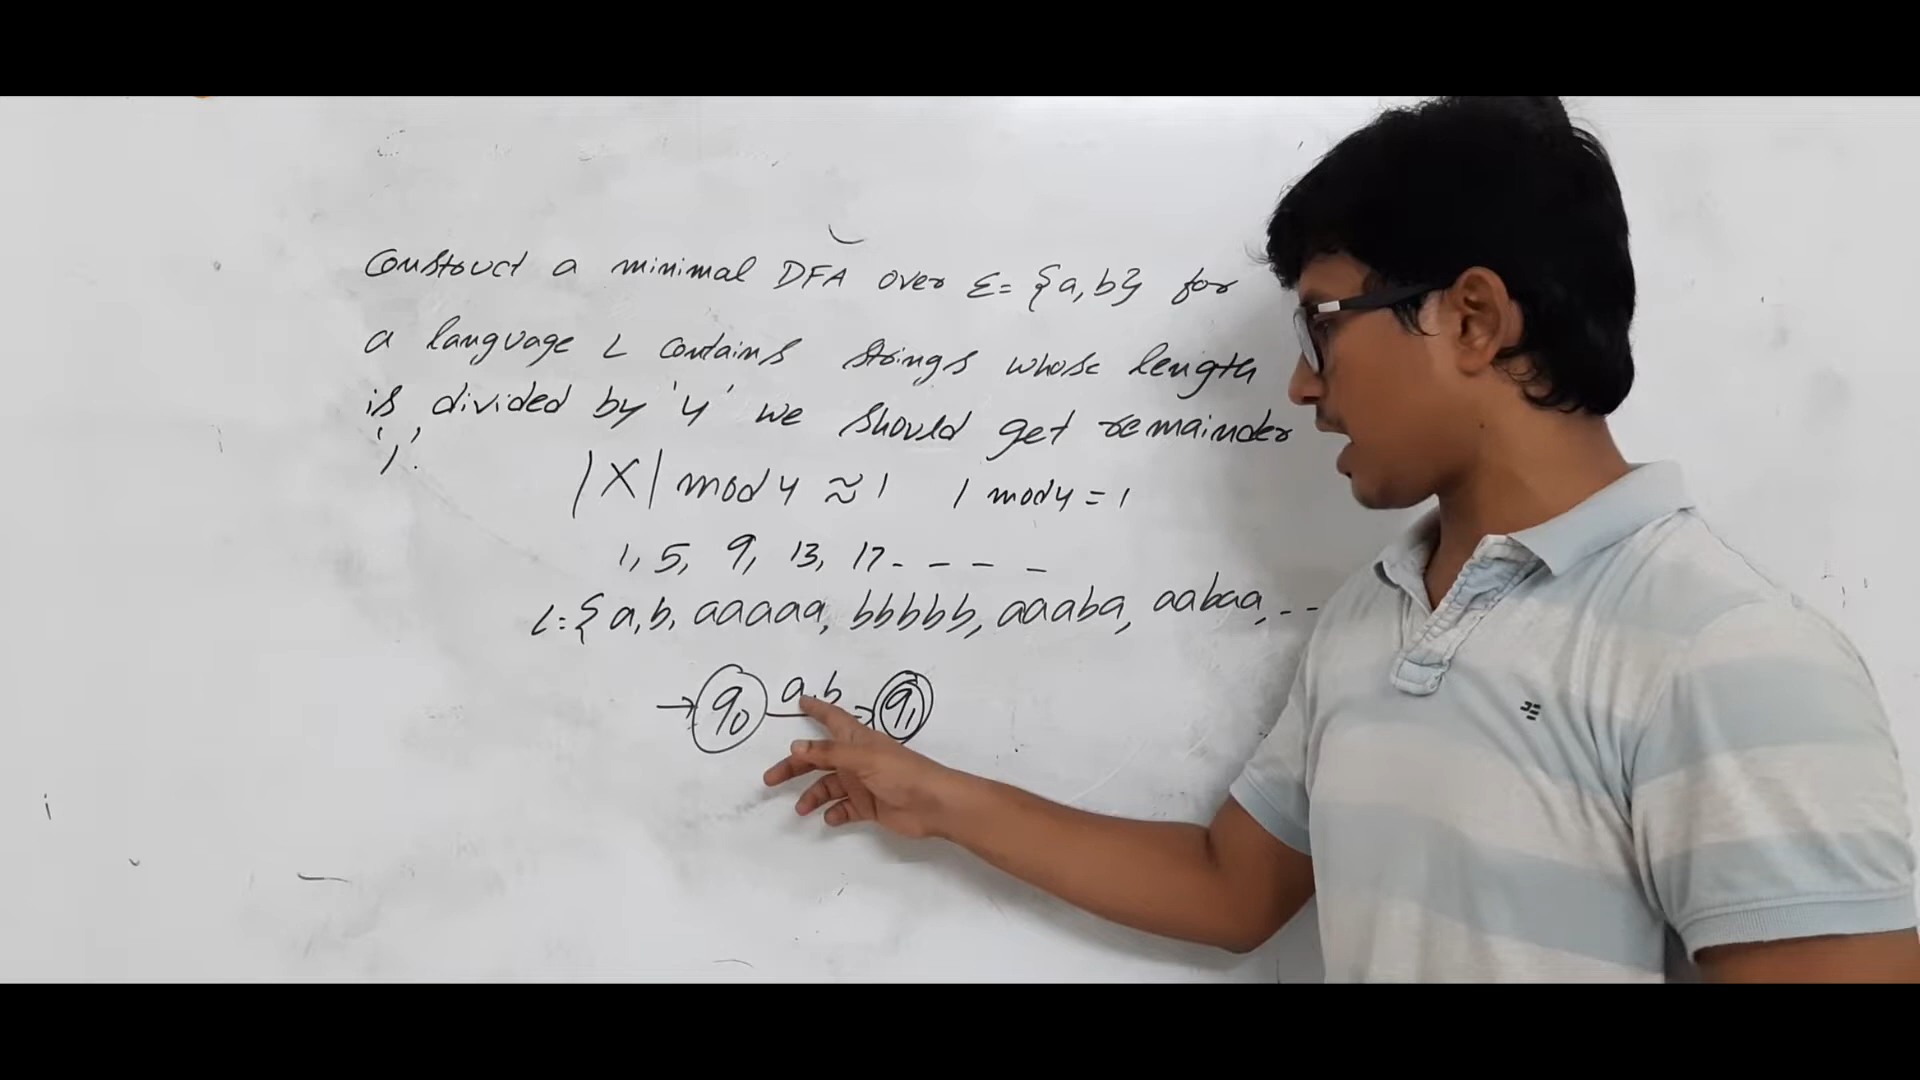 Construct a minimal DFA over Σ= {a,b} for
a language L contains strings whose length
is divided by '4' we should get remainder
'1'.
|X| mod 4 ≈ 1 1 mod 4 = 1
1, 5, 9, 13, 17 - - - - -
L = { a, b, aaaaa, bbbbb, aaaba, aabaa, - -
→ q0 a,b → q1